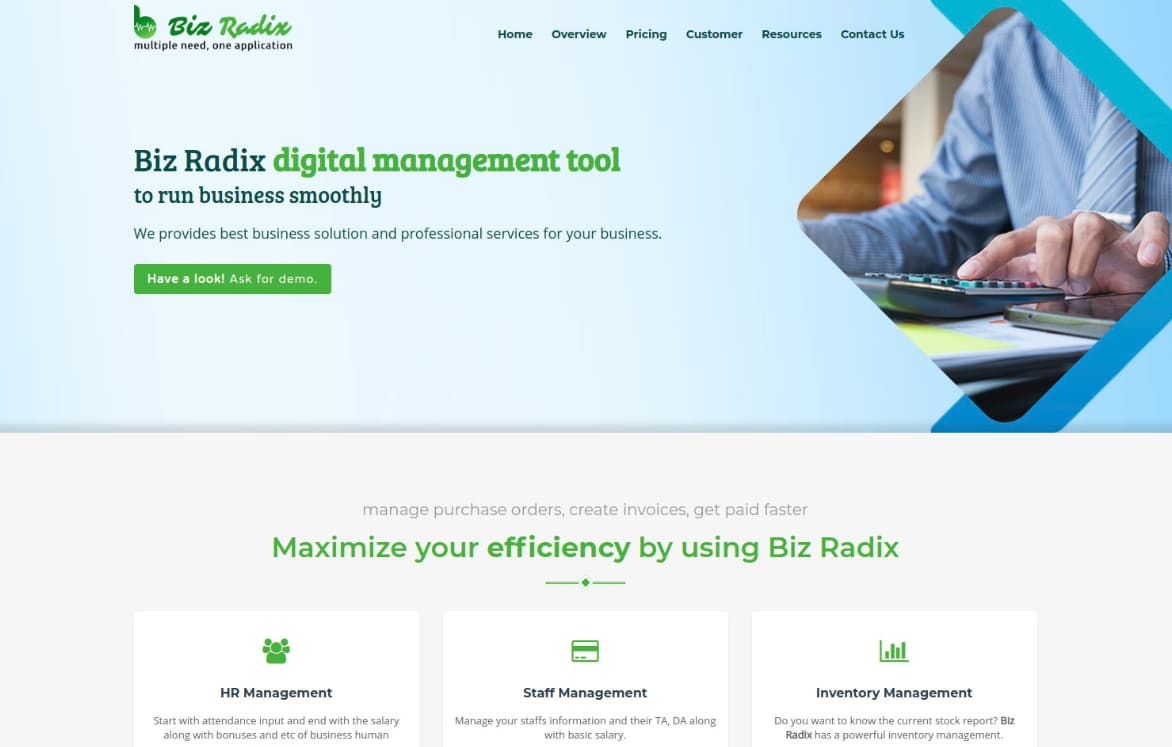 Biz Radix
multiple need, one application
Home Overview Pricing Customer Resources Contact Us
Biz Radix digital management tool
to run business smoothly
We provides best business solution and professional services for your business.
Have a look! Ask for demo.
manage purchase orders, create invoices, get paid faster
Maximize your efficiency by using Biz Radix
HR Management
Start with attendance input and end with the salary
along with bonuses and etc of business human
Staff Management
Manage your staffs information and their TA, DA along
with basic salary.
Inventory Management
Do you want to know the current stock report? Biz
Radix has a powerful inventory management.